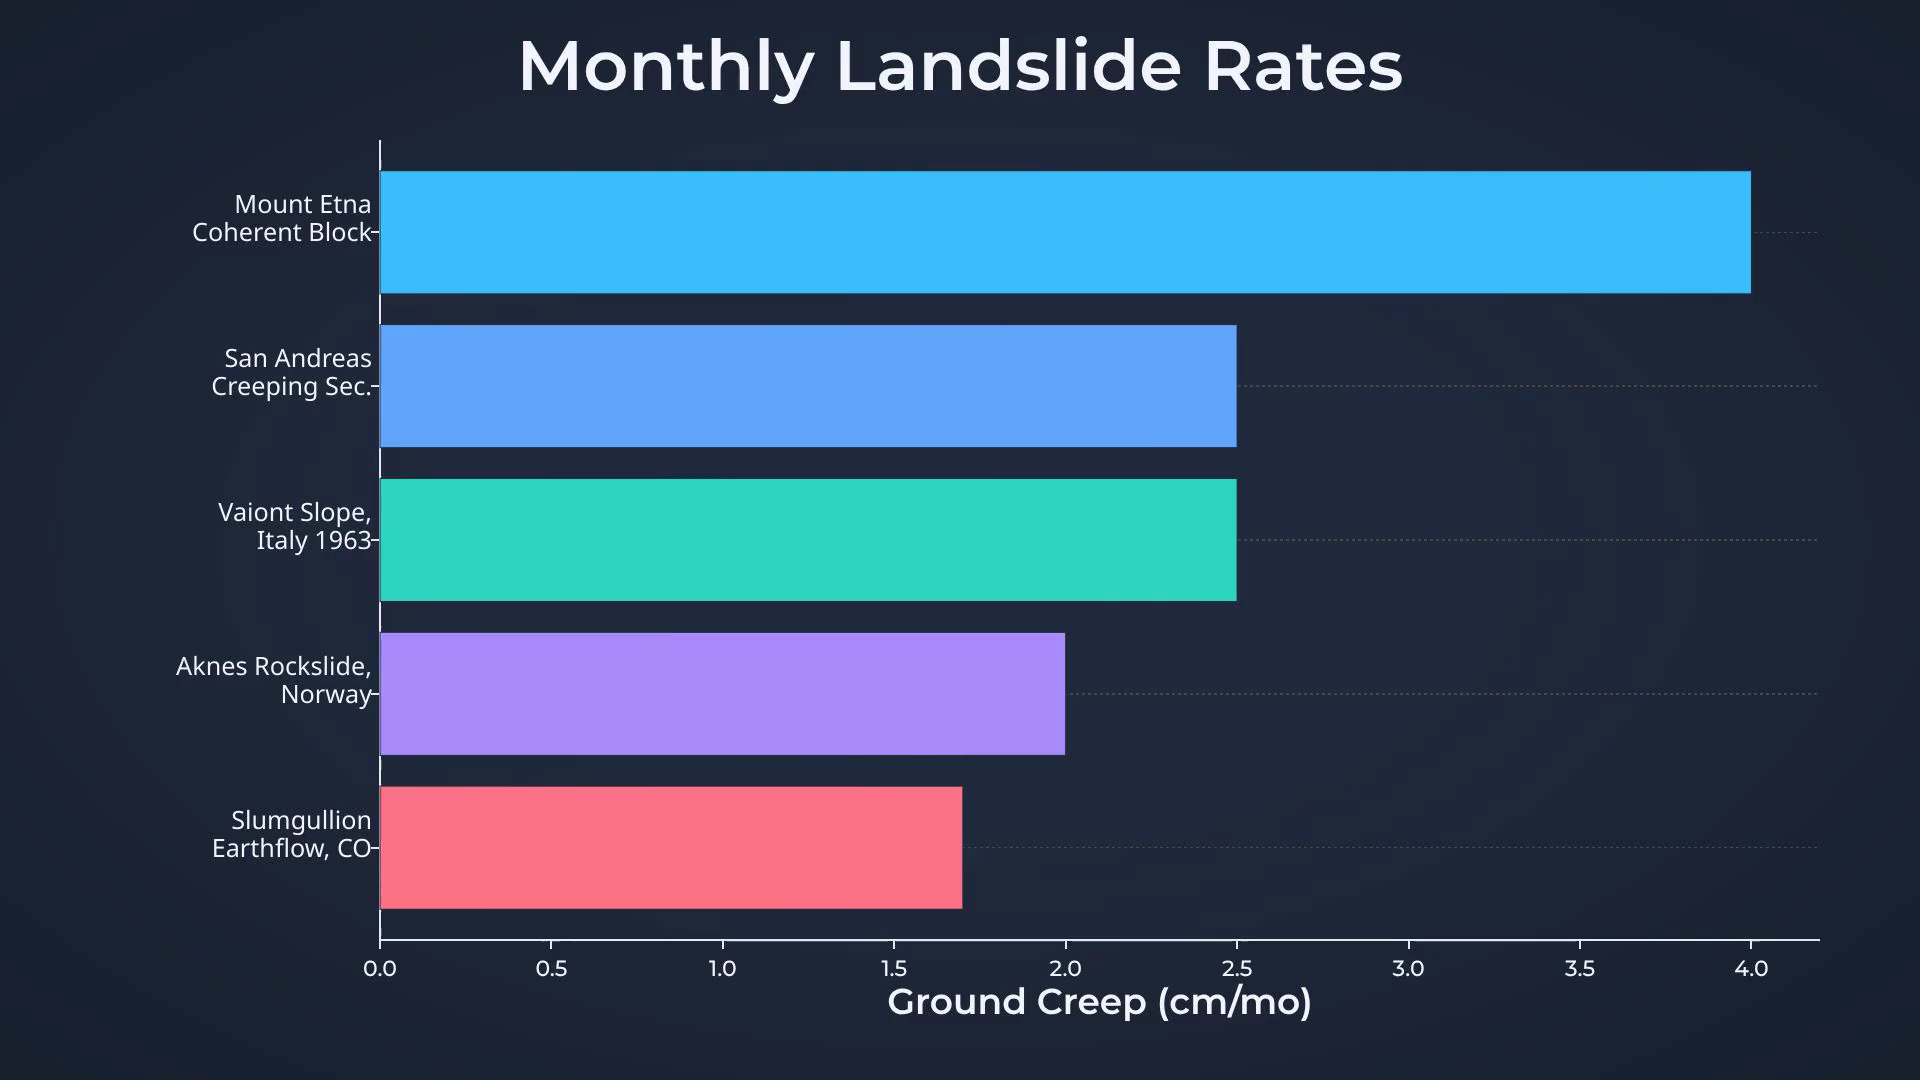 Monthly Landslide Rates
Mount Etna
Coherent Block
San Andreas
Creeping Sec.
Vaiont Slope,
Italy 1963
Aknes Rockslide,
Norway
Slumgullion
Earthflow, CO
0.0 0.5 1.0 1.5 2.0 2.5 3.0 3.5 4.0
Ground Creep (cm/mo)